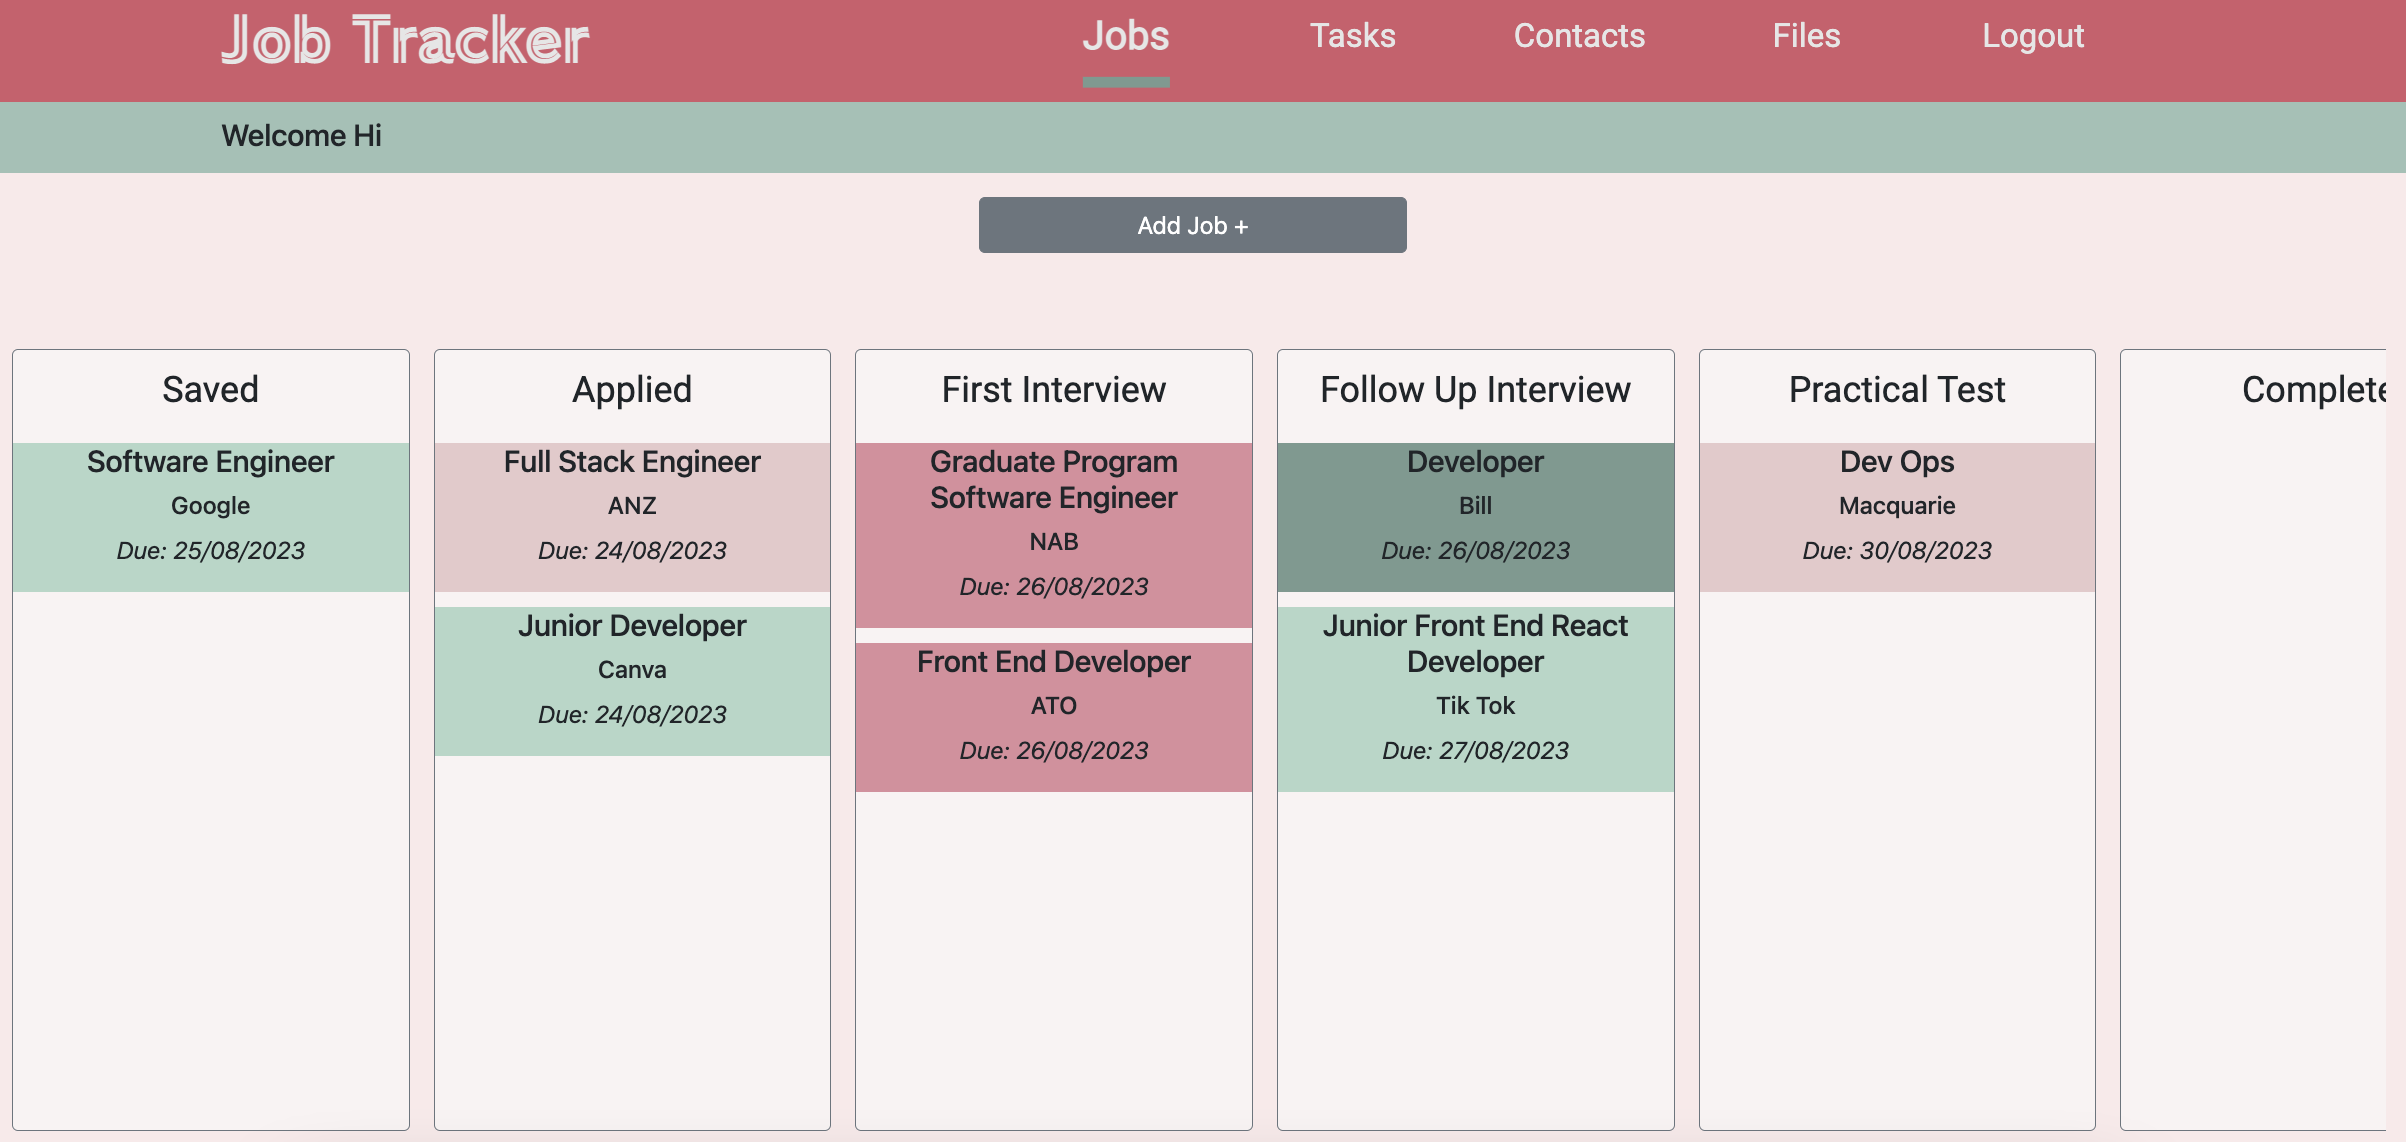 Job Tracker
Jobs
Tasks
Contacts
Files
Logout
Welcome Hi
Add Job +
Saved
Software Engineer
Google
Due: 25/08/2023
Applied
Full Stack Engineer
ANZ
Due: 24/08/2023
Junior Developer
Canva
Due: 24/08/2023
First Interview
Graduate Program
Software Engineer
NAB
Due: 26/08/2023
Front End Developer
ATO
Due: 26/08/2023
Follow Up Interview
Developer
Bill
Due: 26/08/2023
Junior Front End React
Developer
Tik Tok
Due: 27/08/2023
Practical Test
Dev Ops
Macquarie
Due: 30/08/2023
Complete